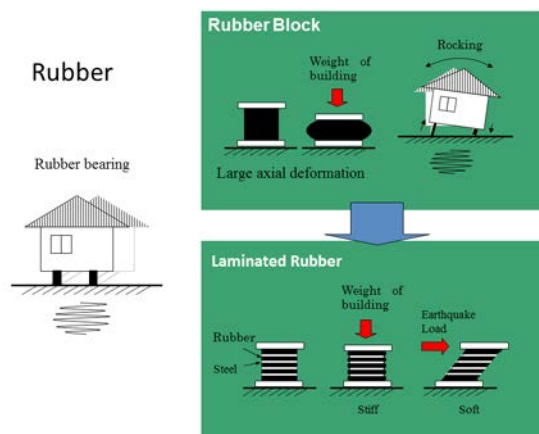 Rubber
Rubber bearing
Rubber Block
Weight of
building
Rocking
Large axial deformation
Laminated Rubber
Weight of
building
Earthquake
Load
Rubber
Steel
Stiff
Soft